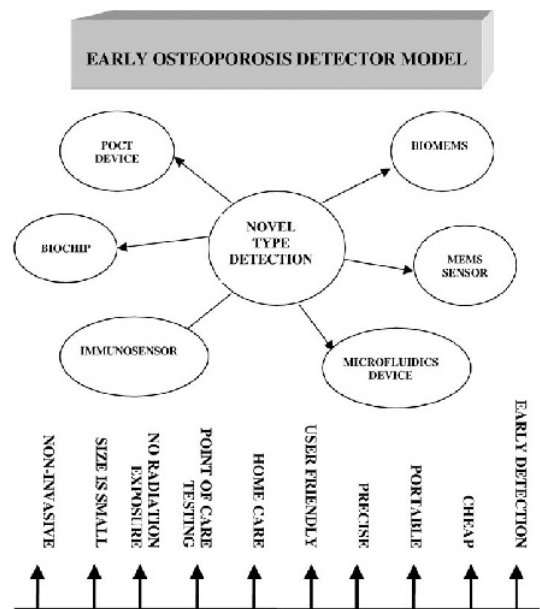 EARLY OSTEOPOROSIS DETECTOR MODEL
POCT
DEVICE
BIOMEMS
NOVEL
TYPE
DETECTION
BIOCHIP
MEMS
SENSOR
IMMUNOSENSOR
MICROFLUIDICS
DEVICE
NON-INVASIVE
SIZE IS SMALL
NO RADIATION
EXPOSURE
POINT OF CARE
TESTING
HOME CARE
USER FRIENDLY
PRECISE
PORTABLE
CHEAP
EARLY DETECTION